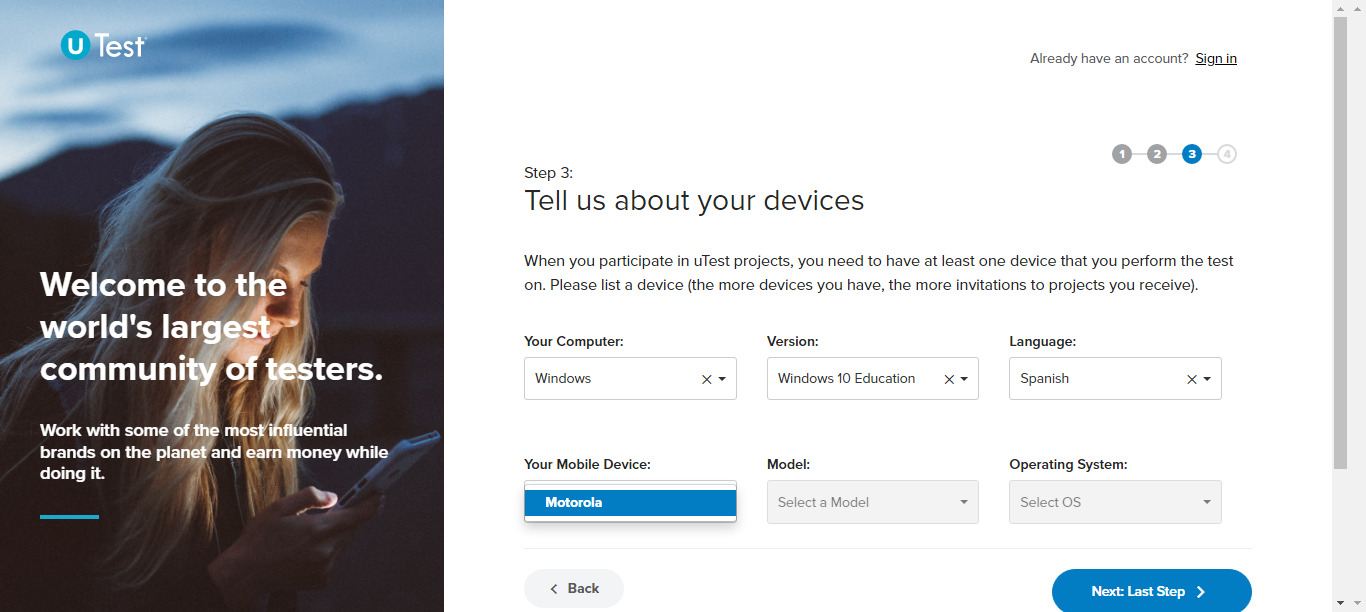 uTest
Already have an account? Sign in
1 2 3 4
Step 3:
Tell us about your devices
When you participate in uTest projects, you need to have at least one device that you perform the test
on. Please list a device (the more devices you have, the more invitations to projects you receive).
Welcome to the
world's largest
community of testers.
Work with some of the most influential
brands on the planet and earn money while
doing it.
Your Computer: Version: Language:
Windows Windows 10 Education Spanish
Your Mobile Device: Model: Operating System:
Motorola Select a Model Select OS
Back Next: Last Step